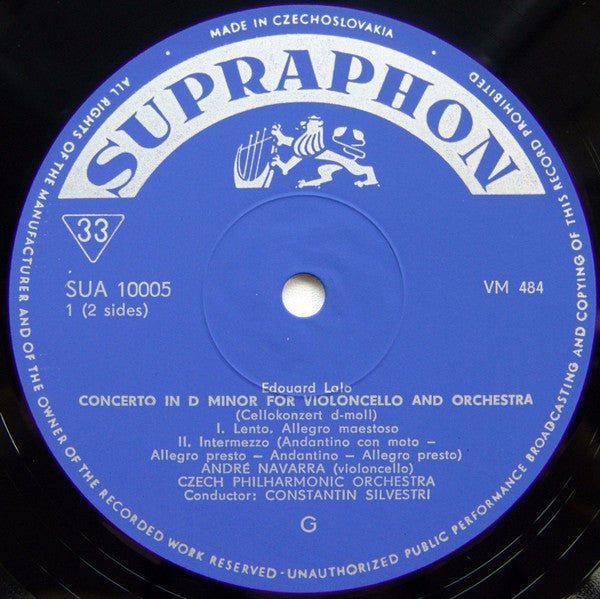 MADE IN CZECHOSLOVAKIA
ALL RIGHTS OF THE MANUFACTURER AND OF THE OWNER OF THE RECORDED WORK RESERVED - UNAUTHORIZED PUBLIC PERFORMANCE BROADCASTING AND COPYING OF THIS RECORD PROHIBITED
SUPRAPHON
33
SUA 10005
1 (2 sides)
VM 484
Edouard Lalo
CONCERTO IN D MINOR FOR VIOLONCELLO AND ORCHESTRA
(Cellokonzert d-moll)
I. Lento. Allegro maestoso
II. Intermezzo (Andantino con moto –
Allegro presto – Andantino – Allegro presto)
ANDRÉ NAVARRA (violoncello)
CZECH PHILHARMONIC ORCHESTRA
Conductor: CONSTANTIN SILVESTRI
G